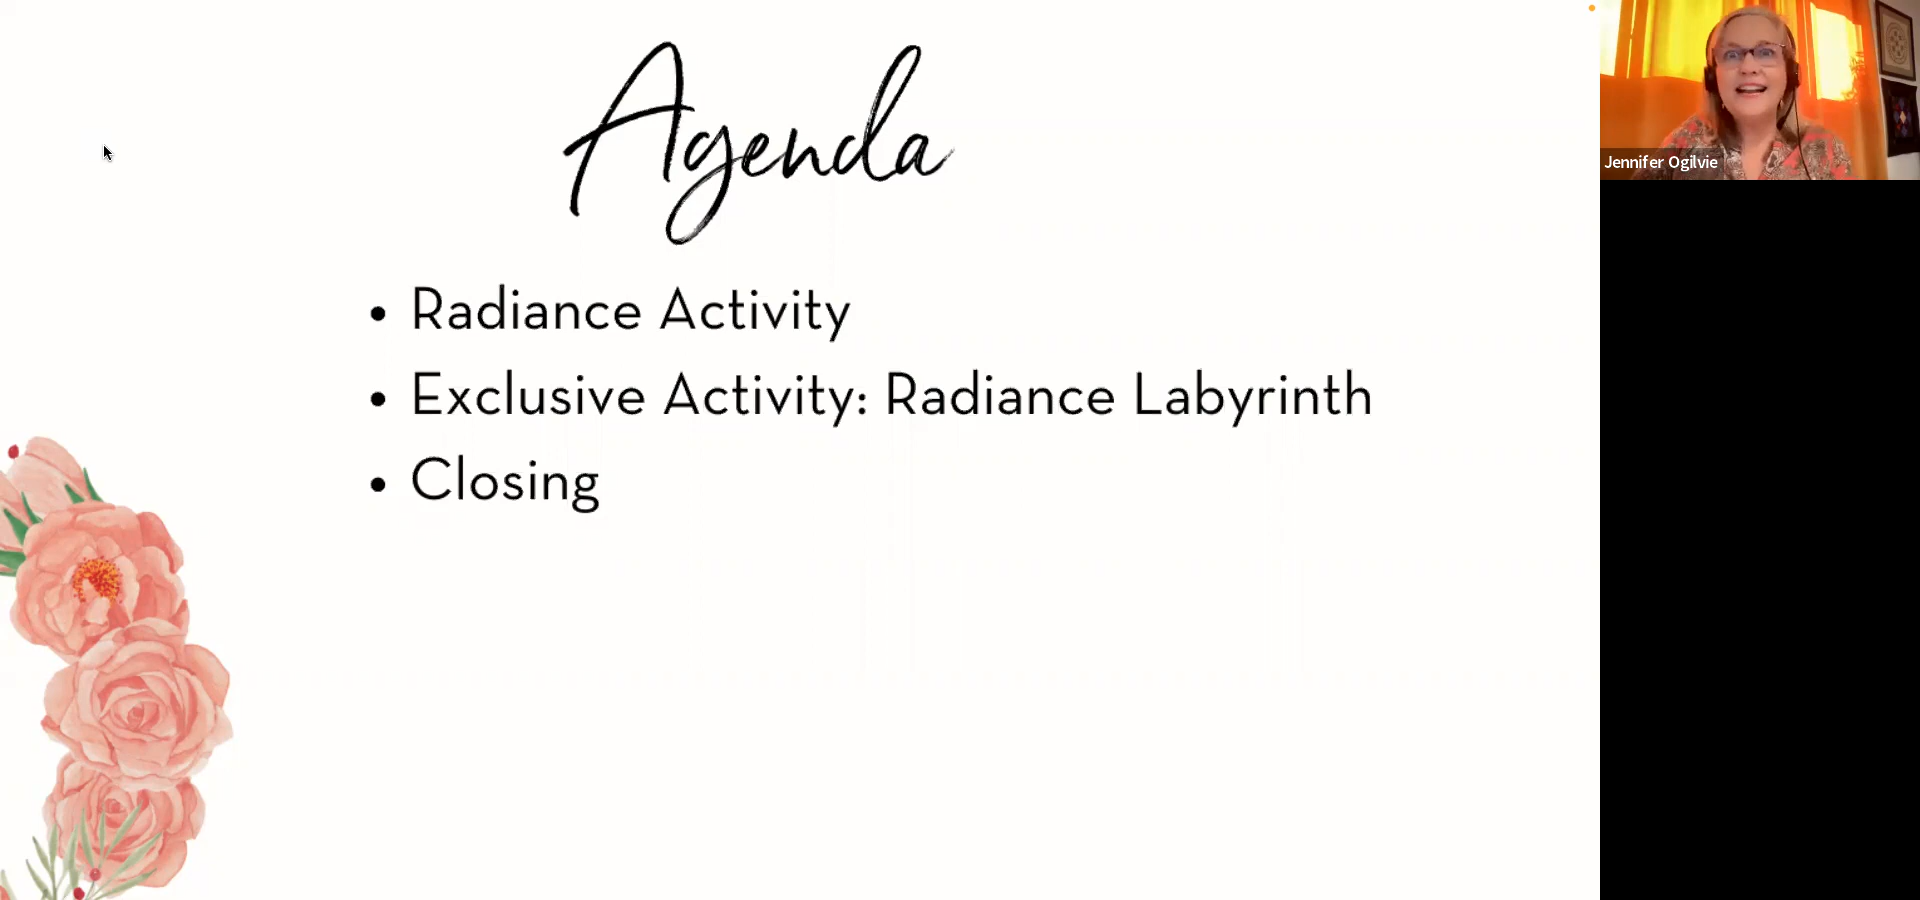 Agenda
• Radiance Activity
• Exclusive Activity: Radiance Labyrinth
• Closing
Jennifer Ogilvie